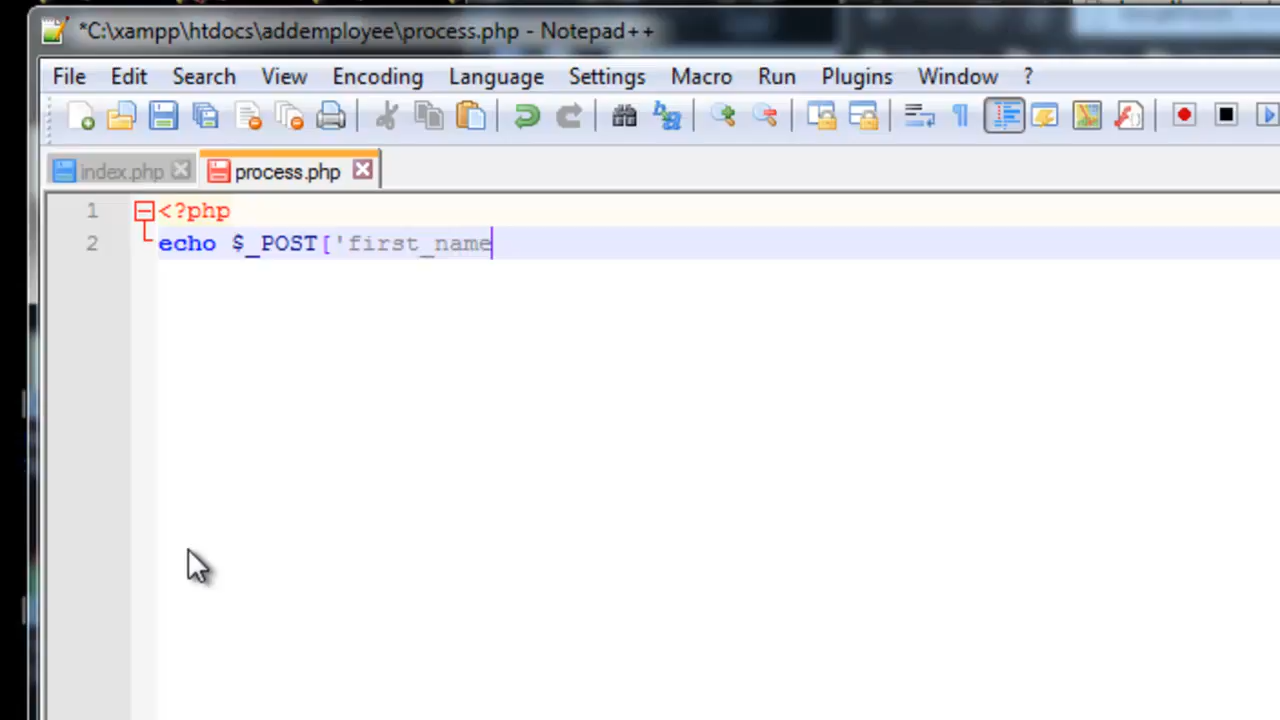 *C:\xampp\htdocs\addemployee\process.php - Notepad++
File Edit Search View Encoding Language Settings Macro Run Plugins Window ?
index.php process.php
1 <?php
2 echo $_POST['first_name